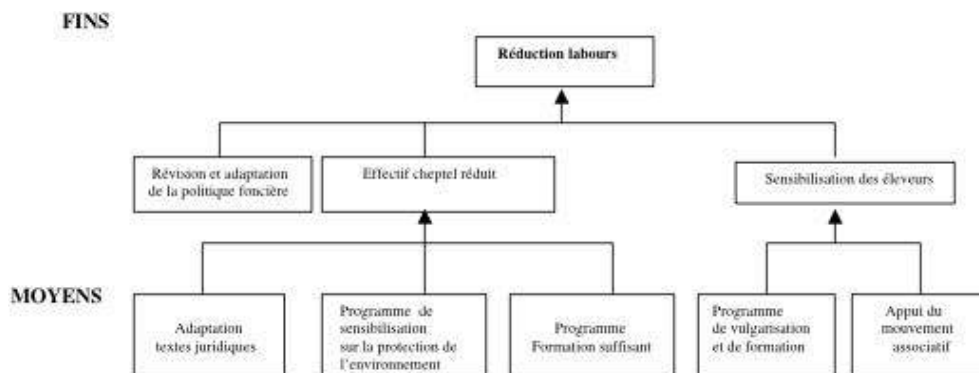 FINS
Réduction labours
Révision et adaptation
de la politique foncière
Effectif cheptel réduit
Sensibilisation des éleveurs
MOYENS
Adaptation
textes juridiques
Programme de
sensibilisation
sur la protection de
l'environnement
Programme
Formation suffisant
Programme
de vulgarisation
et de formation
Appui du
mouvement
associatif